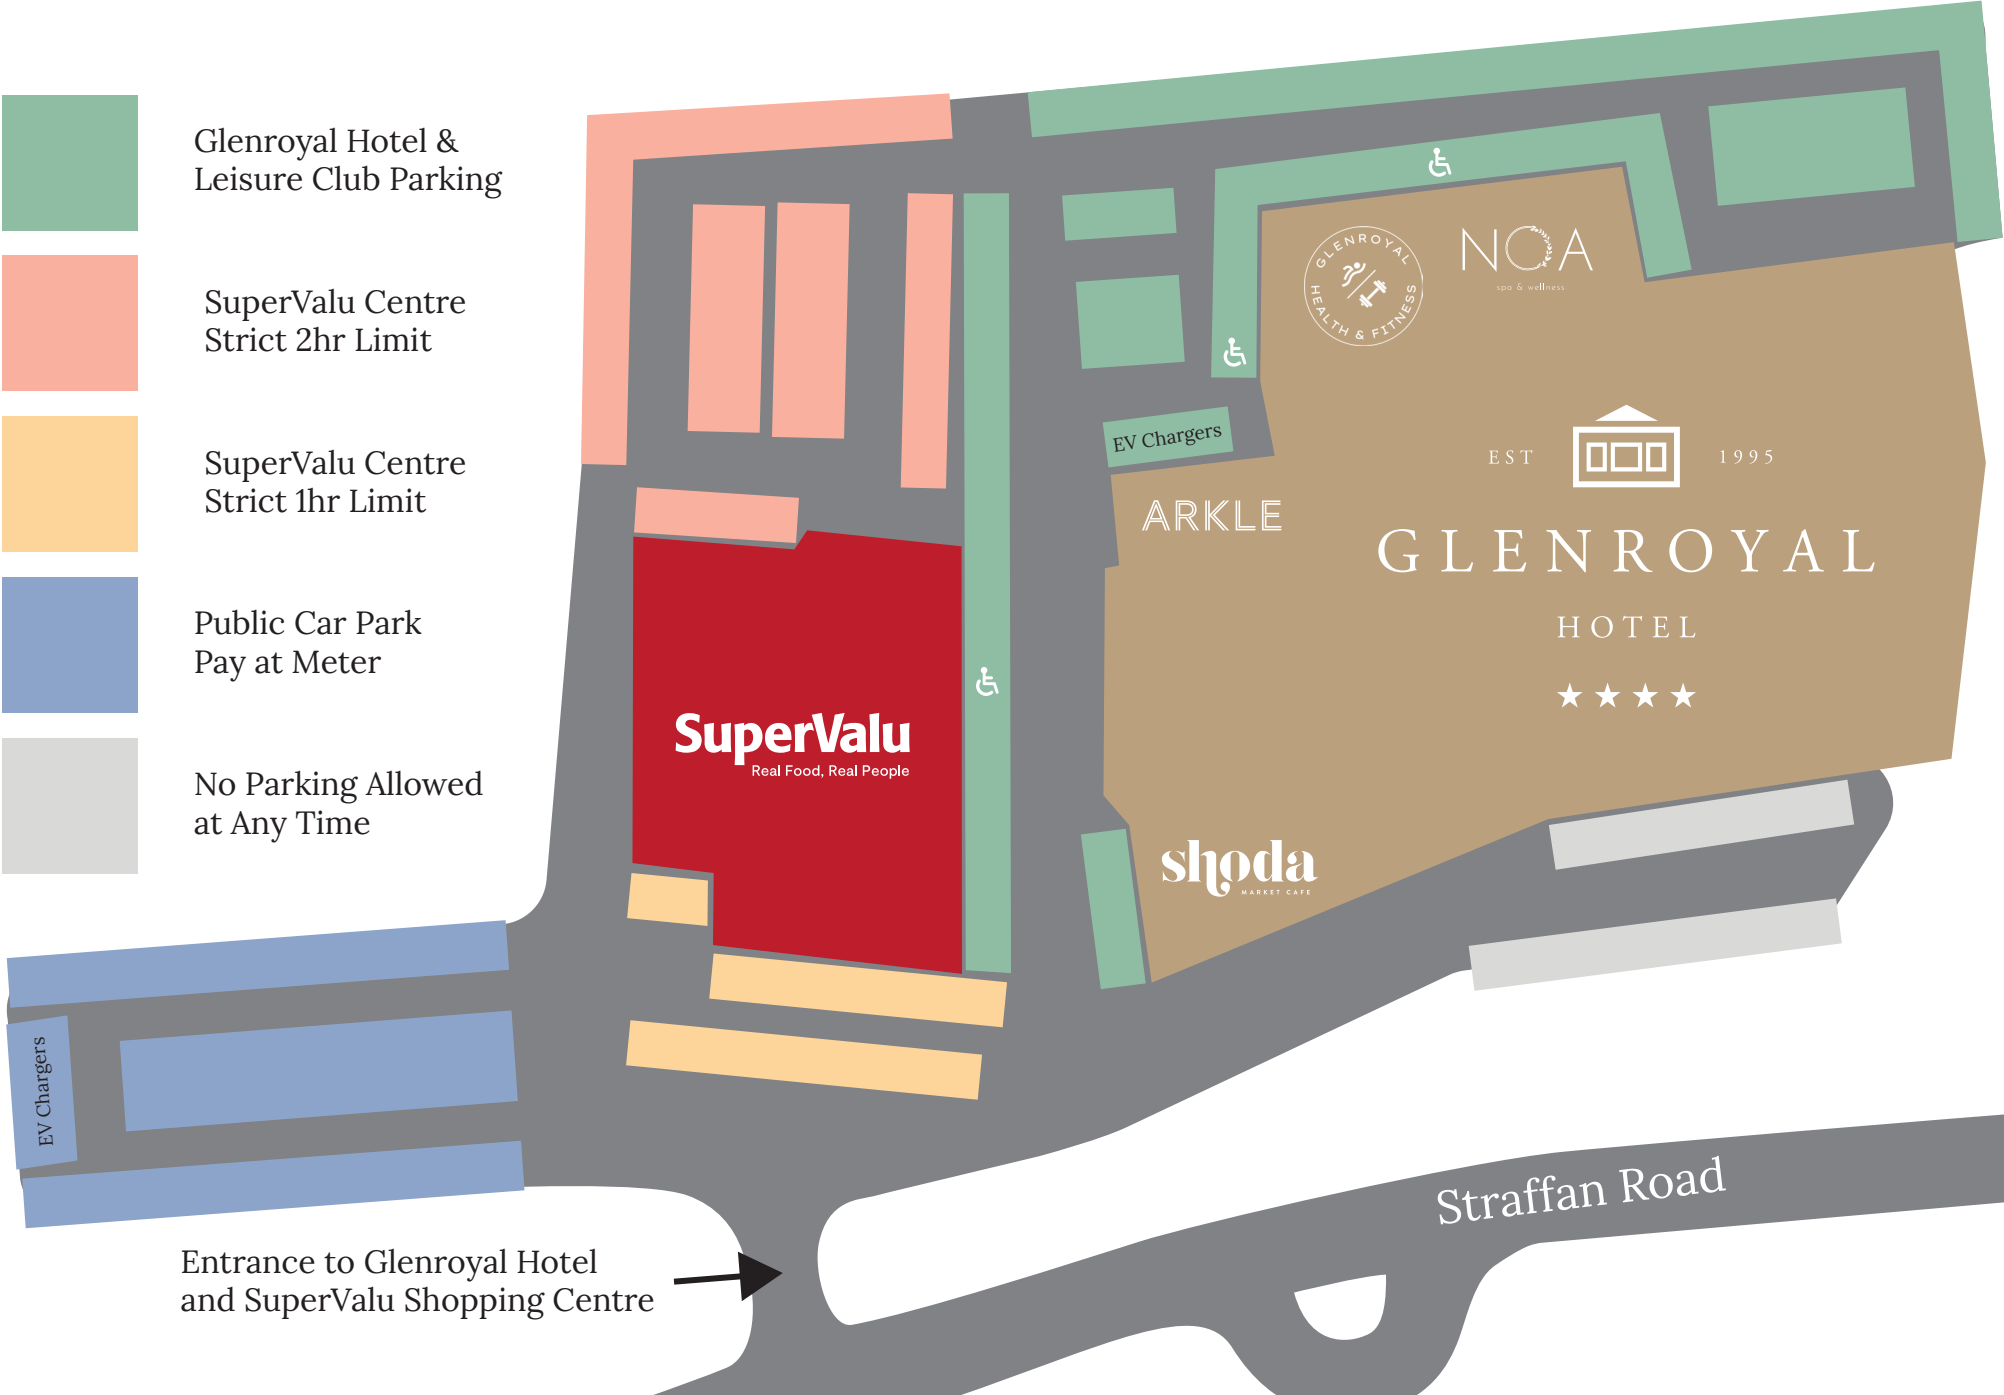 Glenroyal Hotel &
Leisure Club Parking
SuperValu Centre
Strict 2hr Limit
SuperValu Centre
Strict 1hr Limit
Public Car Park
Pay at Meter
No Parking Allowed
at Any Time
GLENROYAL
HEALTH & FITNESS
NOA
spa & wellness
EV Chargers
ARKLE
EST 1995
GLENROYAL
HOTEL
SuperValu
Real Food, Real People
shoda
MARKET CAFE
EV Chargers
Straffan Road
Entrance to Glenroyal Hotel
and SuperValu Shopping Centre